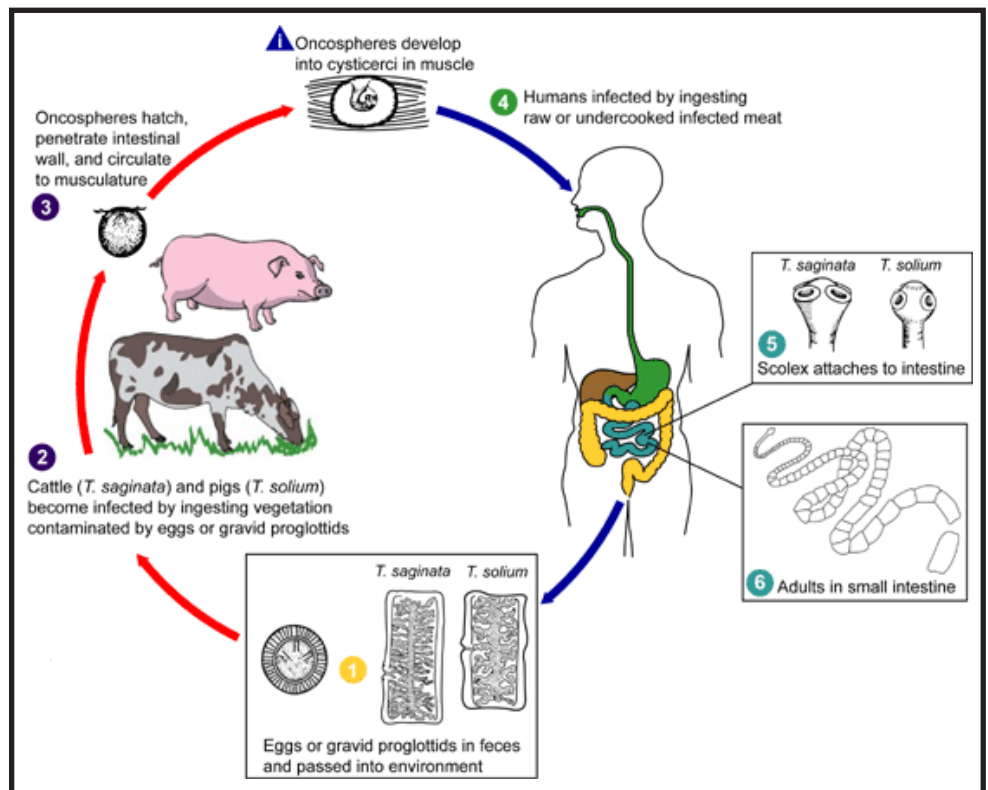 i
Oncospheres develop
into cysticerci in muscle
4
Humans infected by ingesting
raw or undercooked infected meat
Oncospheres hatch,
penetrate intestinal
wall, and circulate
to musculature
3
T. saginata T. solium
5
Scolex attaches to intestine
2
Cattle (T. saginata) and pigs (T. solium)
become infected by ingesting vegetation
contaminated by eggs or gravid proglottids
6 Adults in small intestine
T. saginata T. solium
1
Eggs or gravid proglottids in feces
and passed into environment